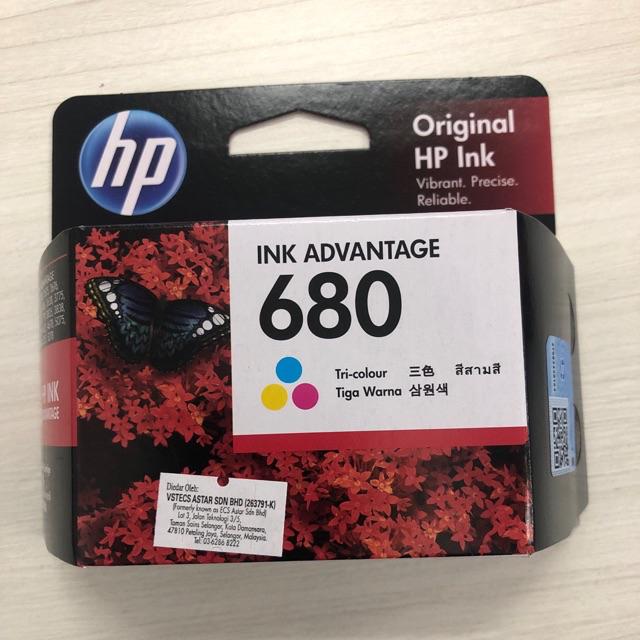 hp
Original
HP Ink
Vibrant. Precise.
Reliable.
INK ADVANTAGE
680
Tri-colour 三色 สีสามสี
Tiga Warna 삼원색
HP INK
Diedar Oleh:
VSTECS ASTAR SDN BHD (263791-K)
(Formerly known as ECS Astar Sdn Bhd)
Lot 3, Jalan Teknologi 3/5,
Taman Sains Selangor, Kota Damansara,
47810 Petaling Jaya, Selangor, Malaysia.
Tel: 03-6286 8222